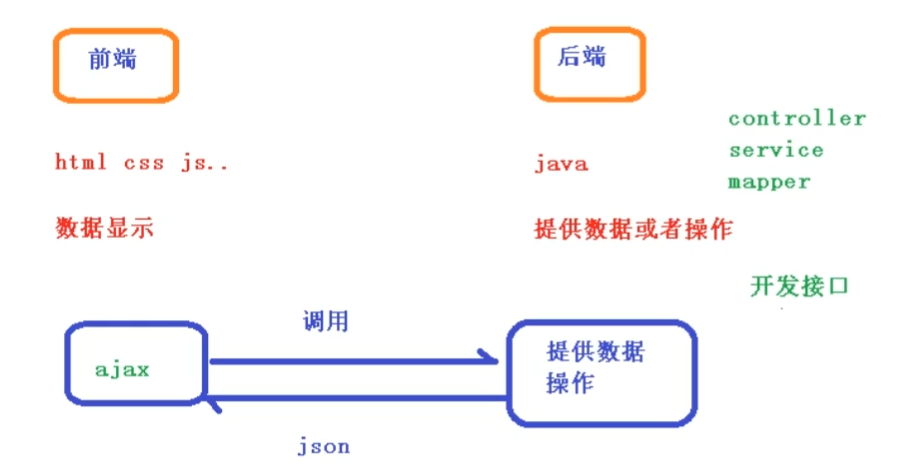 前端
后端
controller
service
mapper
html css js..
java
数据显示
提供数据或者操作
开发接口
调用
ajax
提供数据
操作
json